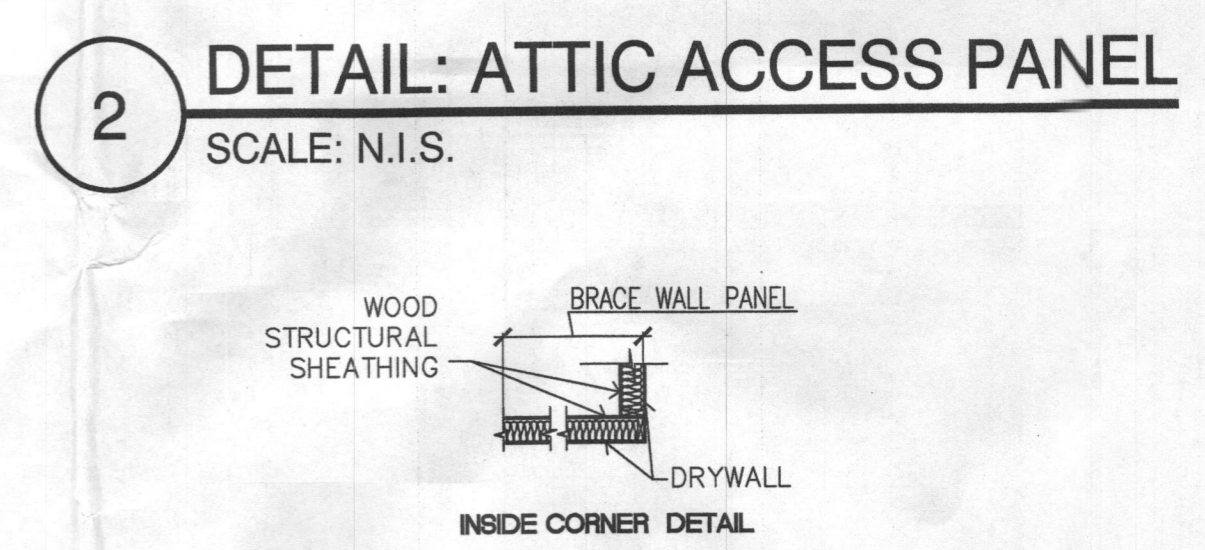 2
DETAIL: ATTIC ACCESS PANEL
SCALE: N.I.S.
WOOD
STRUCTURAL
SHEATHING
BRACE WALL PANEL
DRYWALL
INSIDE CORNER DETAIL